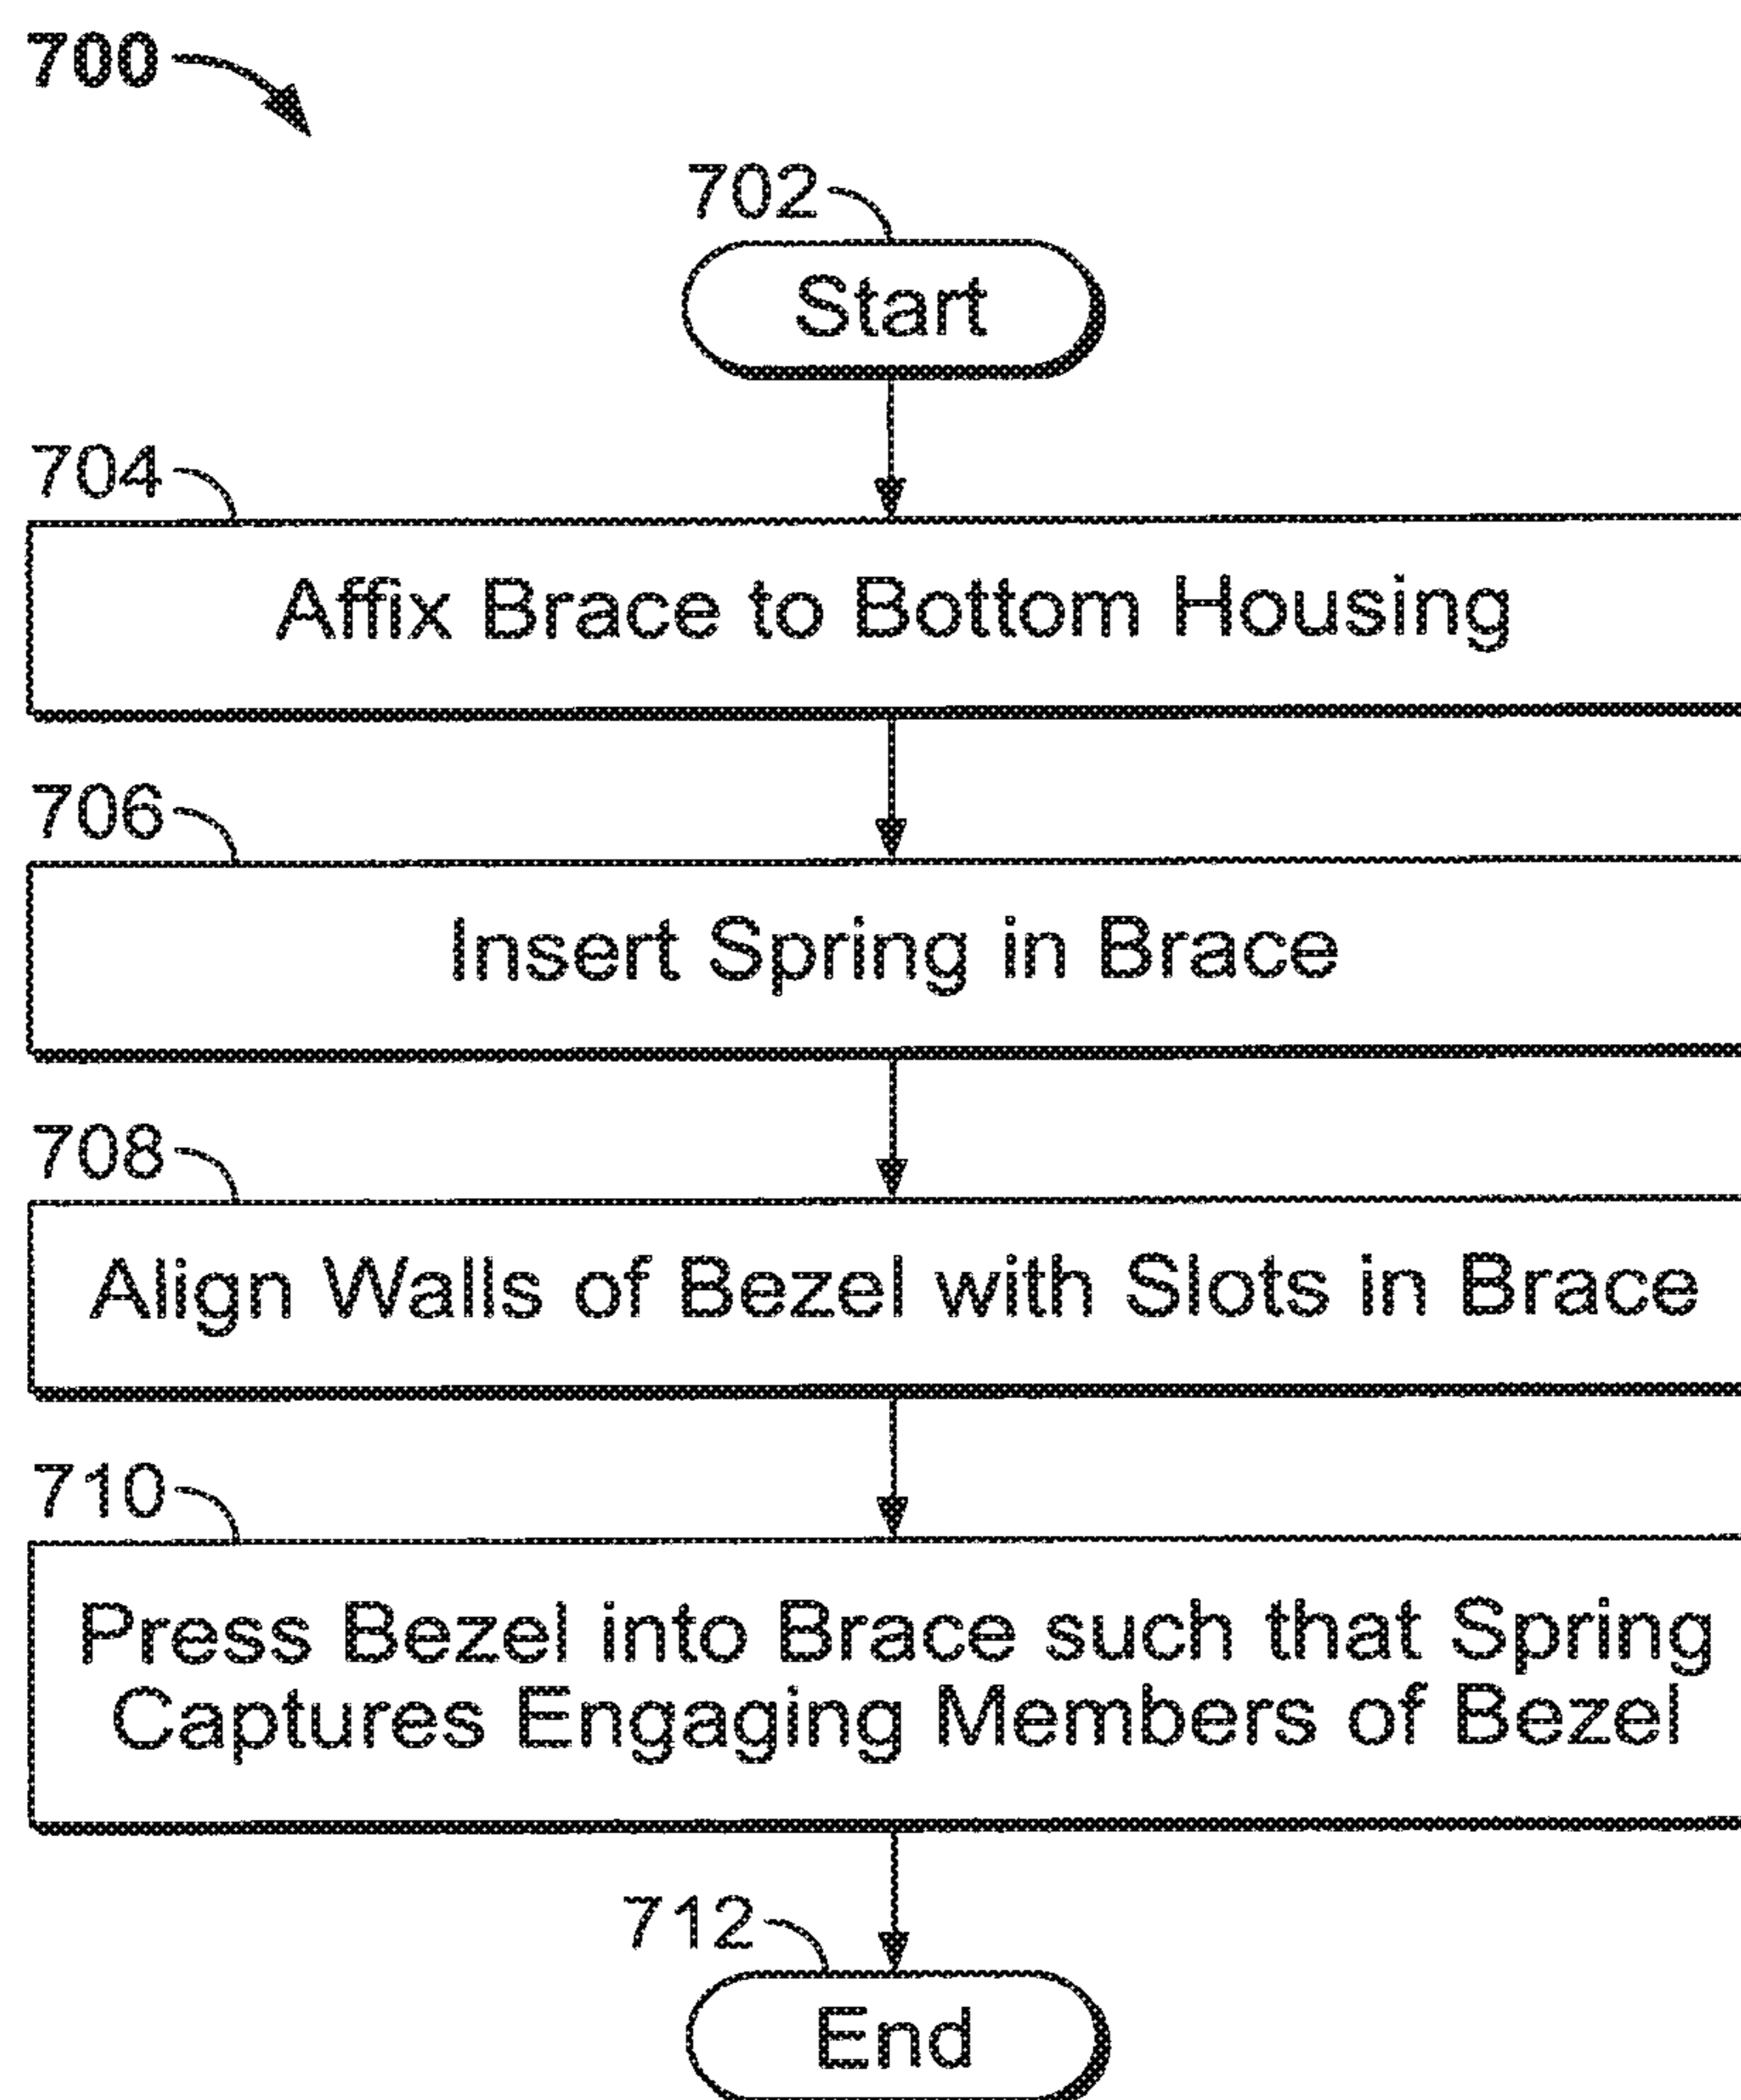 700
702
Start
704
Affix Brace to Bottom Housing
706
Insert Spring in Brace
708
Align Walls of Bezel with Slots in Brace
710
Press Bezel into Brace such that Spring
Captures Engaging Members of Bezel
712
End